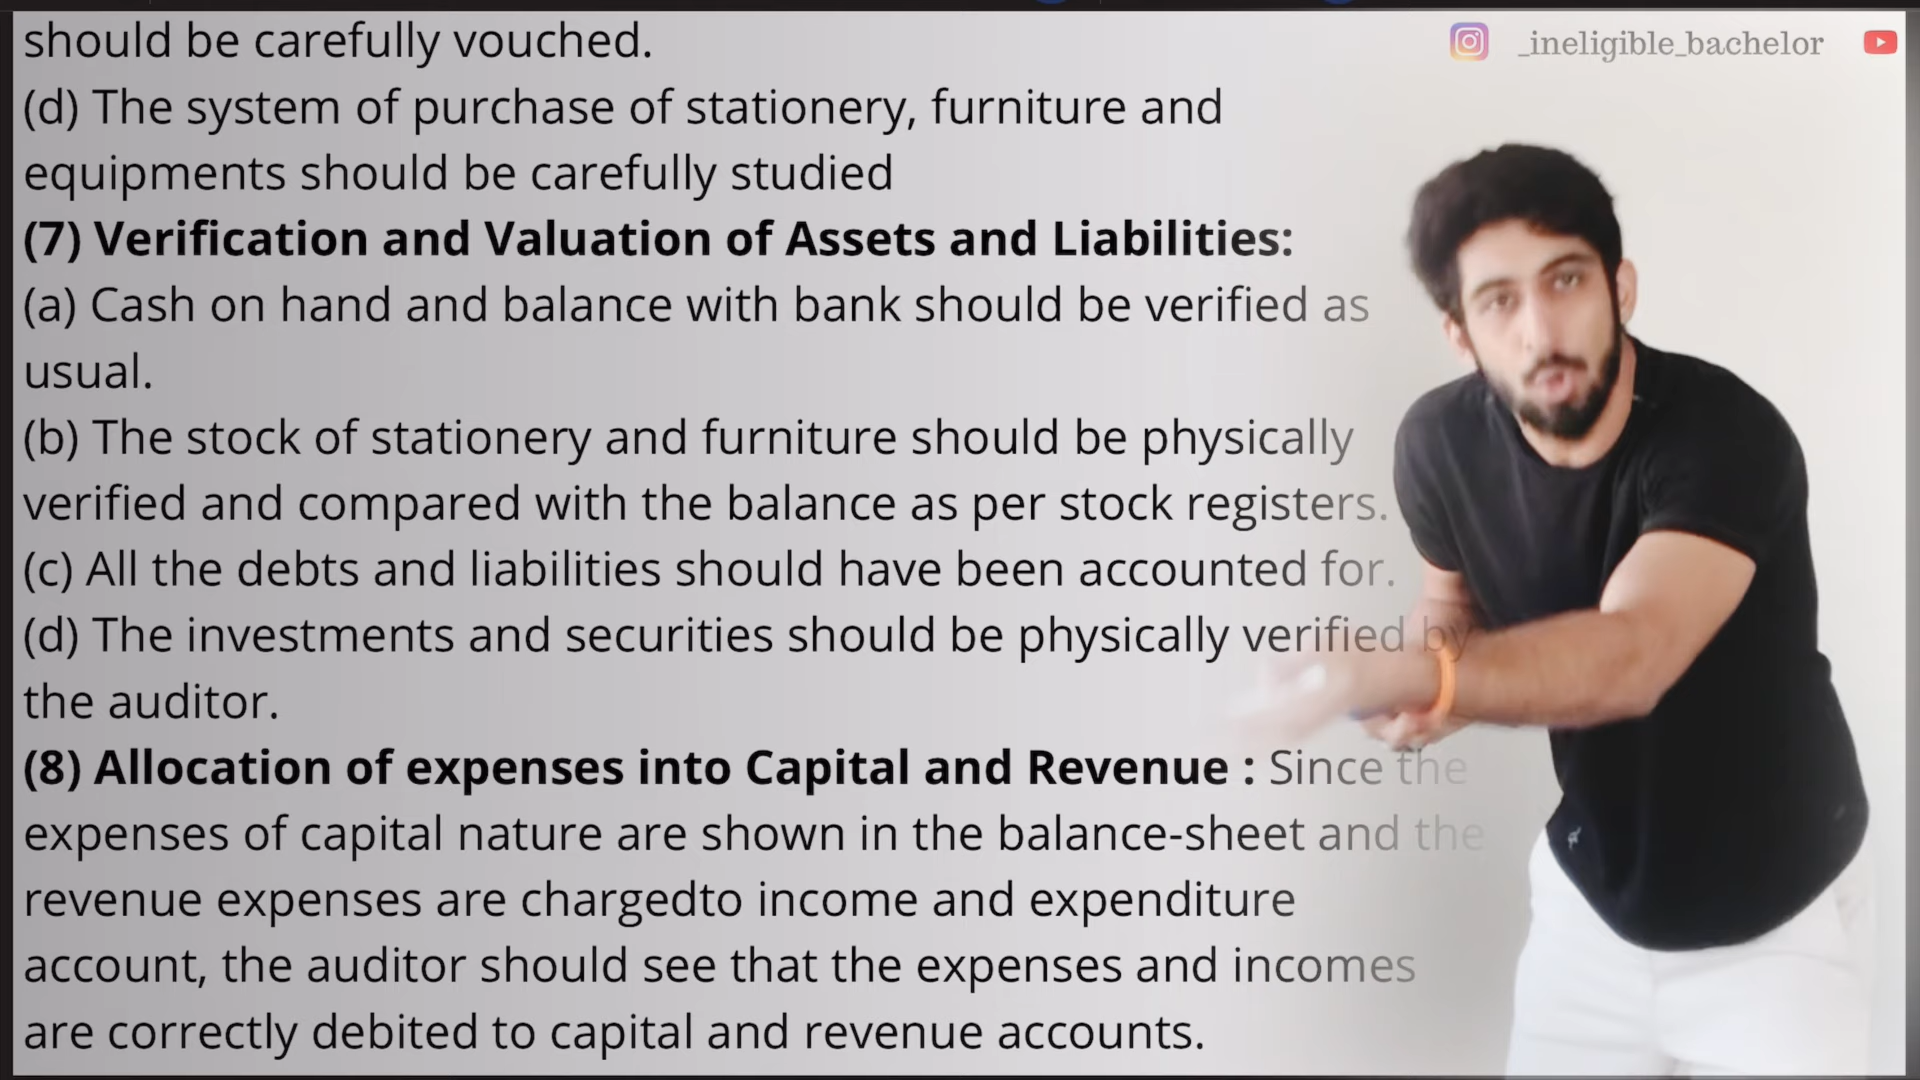 should be carefully vouched.
_ineligible_bachelor
(d) The system of purchase of stationery, furniture and
equipments should be carefully studied
(7) Verification and Valuation of Assets and Liabilities:
(a) Cash on hand and balance with bank should be verified as
usual.
(b) The stock of stationery and furniture should be physically
verified and compared with the balance as per stock registers.
(c) All the debts and liabilities should have been accounted for.
(d) The investments and securities should be physically verified by
the auditor.
(8) Allocation of expenses into Capital and Revenue : Since the
expenses of capital nature are shown in the balance-sheet and the
revenue expenses are chargedto income and expenditure
account, the auditor should see that the expenses and incomes
are correctly debited to capital and revenue accounts.